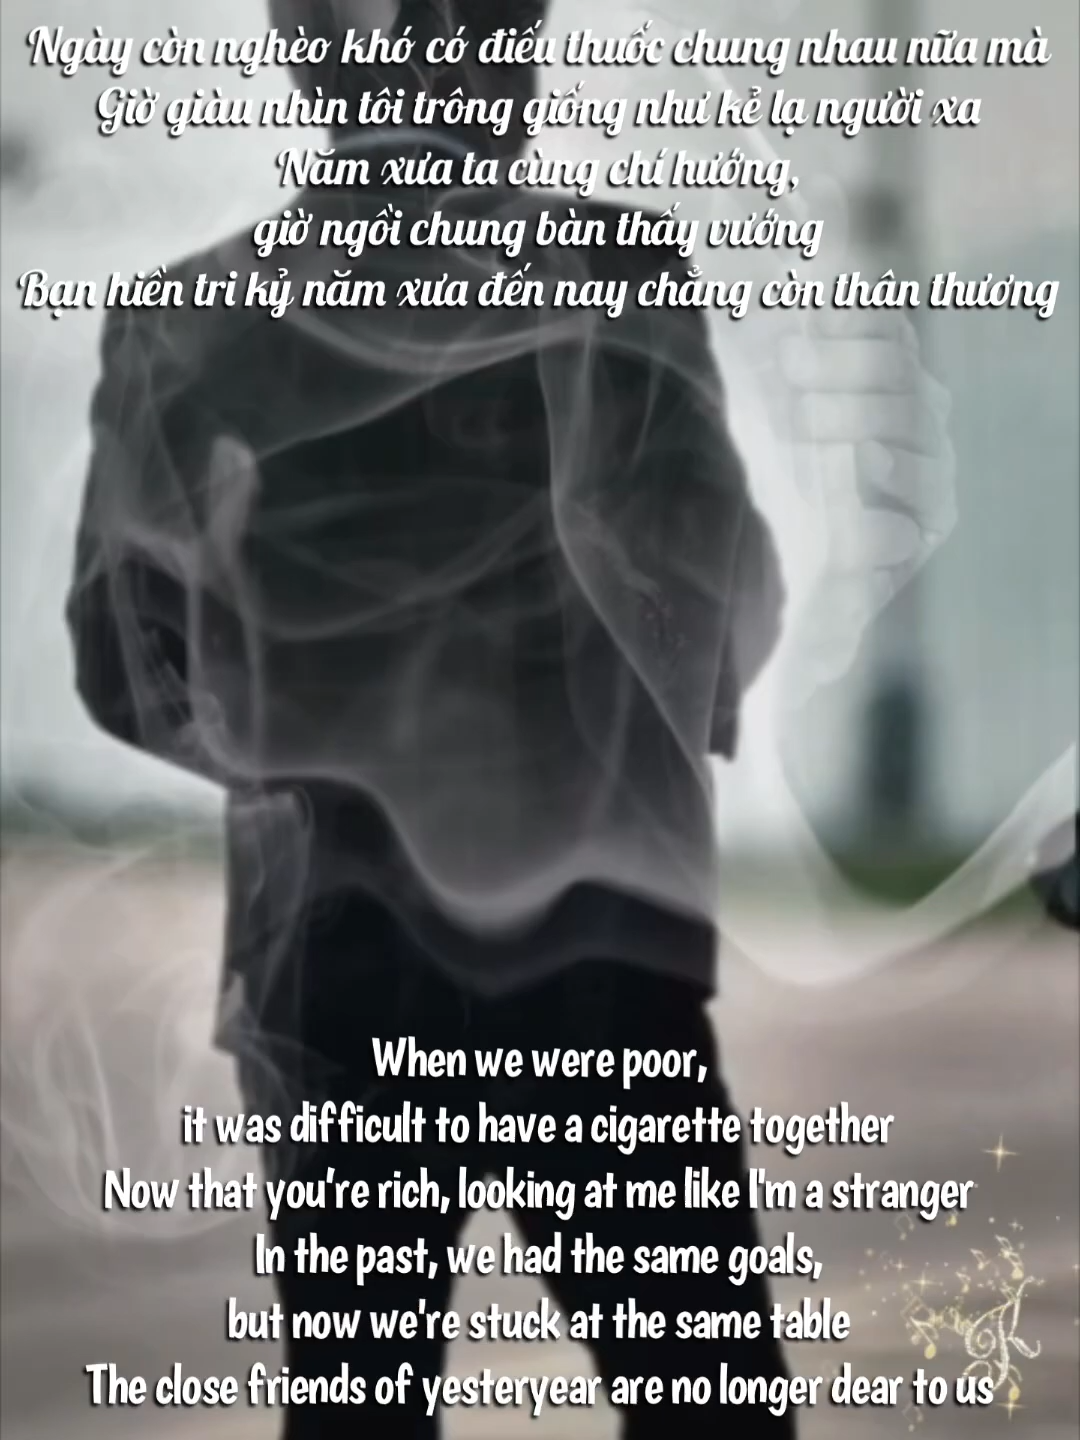 Ngày còn nghèo khó có điếu thuốc chung nhau nữa mà
Giờ giàu nhìn tôi trông giống như kẻ lạ người xa
Năm xưa ta cùng chí hướng,
giờ ngồi chung bàn thấy vướng
Bạn hiền tri kỷ năm xưa đến nay chẳng còn thân thương
When we were poor,
it was difficult to have a cigarette together
Now that you're rich, looking at me like I'm a stranger
In the past, we had the same goals,
but now we're stuck at the same table
The close friends of yesteryear are no longer dear to us